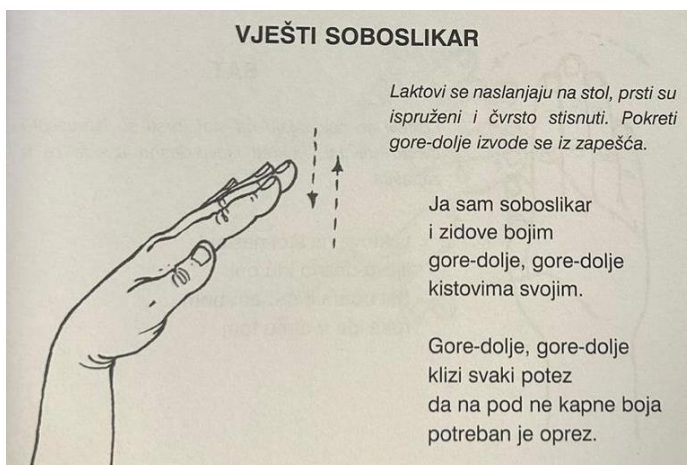 VJEŠTI SOBOSLIKAR
Laktovi se naslanjaju na stol, prsti su
ispruženi i čvrsto stisnuti. Pokreti
gore-dolje izvode se iz zapešća.
Ja sam soboslikar
i zidove bojim
gore-dolje, gore-dolje
kistovima svojim.
Gore-dolje, gore-dolje
klizi svaki potez
da na pod ne kapne boja
potreban je oprez.